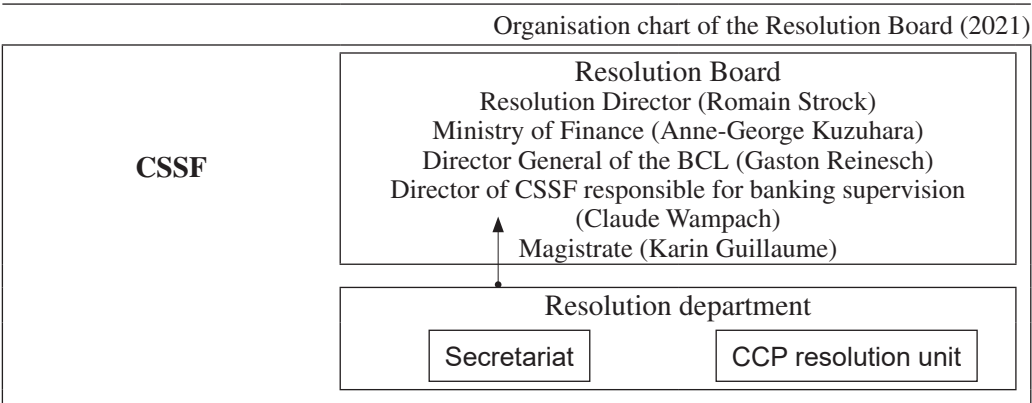 Organisation chart of the Resolution Board (2021)
CSSF
Resolution Board
Resolution Director (Romain Strock)
Ministry of Finance (Anne-George Kuzuhara)
Director General of the BCL (Gaston Reinesch)
Director of CSSF responsible for banking supervision
(Claude Wampach)
Magistrate (Karin Guillaume)
Resolution department
Secretariat
CCP resolution unit